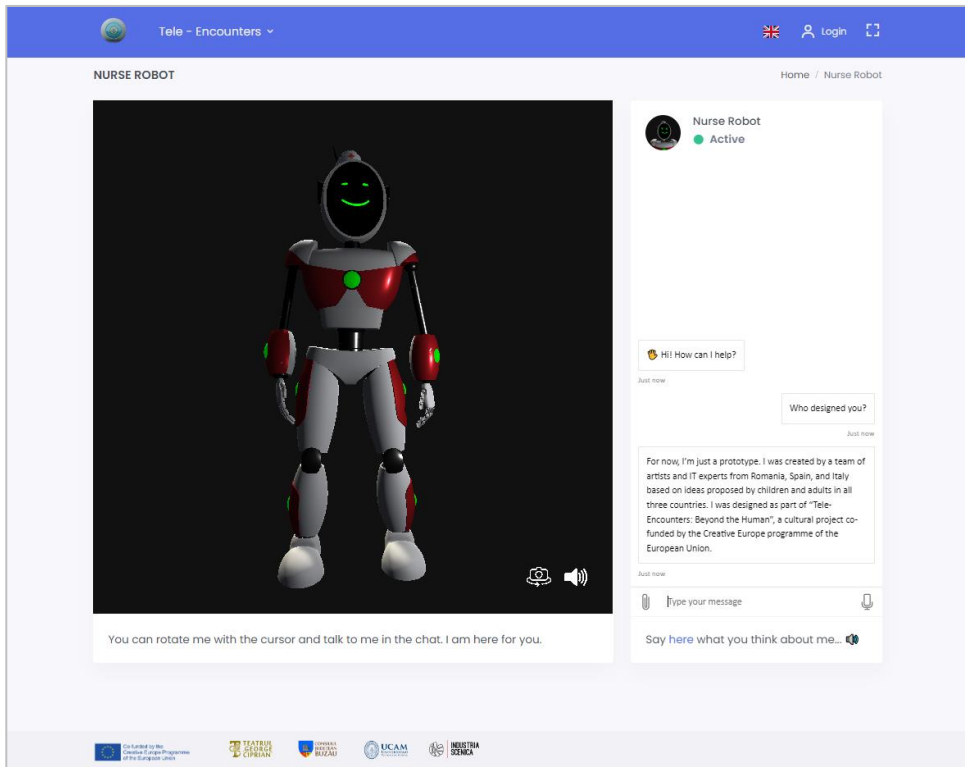 Tele - Encounters
Login
NURSE ROBOT
Home / Nurse Robot
Nurse Robot
Active
Hi! How can I help?
Just now
Who designed you?
Just now
For now, I'm just a prototype. I was created by a team of
artists and IT experts from Romania, Spain, and Italy
based on ideas proposed by children and adults in all
three countries. I was designed as part of "Tele-
Encounters: Beyond the Human", a cultural project co-
funded by the Creative Europe programme of the
European Union.
Just now
Type your message
You can rotate me with the cursor and talk to me in the chat. I am here for you.
Say here what you think about me...
Co-funded by the
Creative Europe Programme
of the European Union
TEATRUL
GEORGE
CIPRIAN
CONSILIUL
JUDEȚEAN
BUZĂU
UCAM
INDUSTRIA
SCENICA